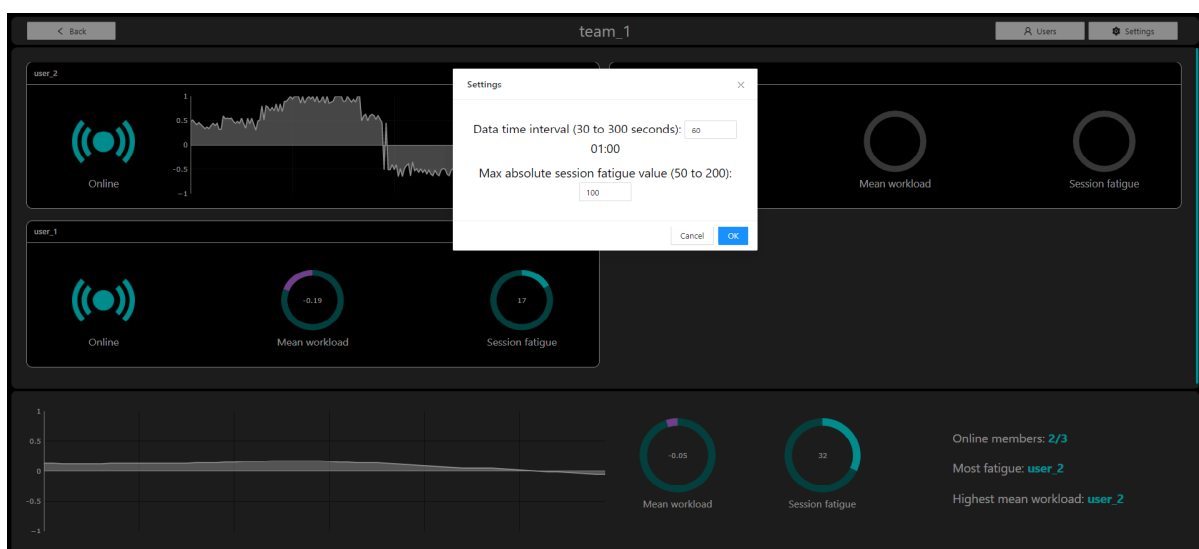 Back
team_1
Users
Settings
user_2
1
0.5
0
-0.5
-1
Online
Settings
Data time interval (30 to 300 seconds): 60
01:00
Max absolute session fatigue value (50 to 200):
100
Cancel
OK
Mean workload
Session fatigue
user_1
Online
-0.19
Mean workload
17
Session fatigue
1
0.5
0
-0.5
-1
-0.05
Mean workload
32
Session fatigue
Online members: 2/3
Most fatigue: user_2
Highest mean workload: user_2